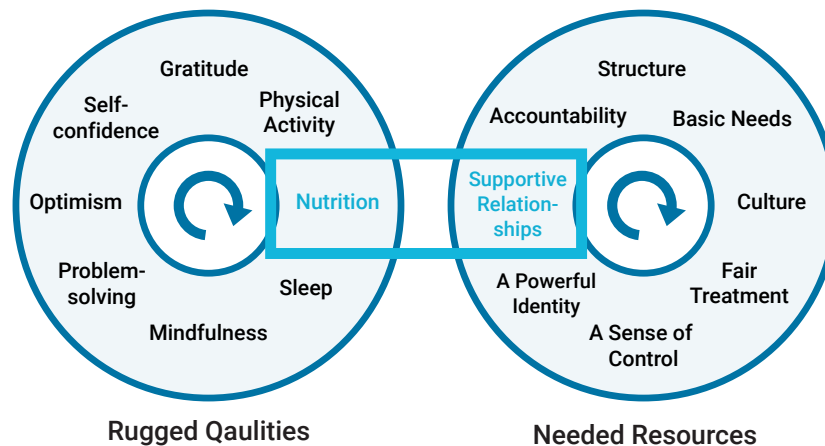 Gratitude
Self-
confidence
Physical
Activity
Optimism
Nutrition
Problem-
solving
Sleep
Mindfulness
Rugged Qaulities
Structure
Accountability
Basic Needs
Supportive
Relation-
ships
Culture
A Powerful
Identity
Fair
Treatment
A Sense of
Control
Needed Resources